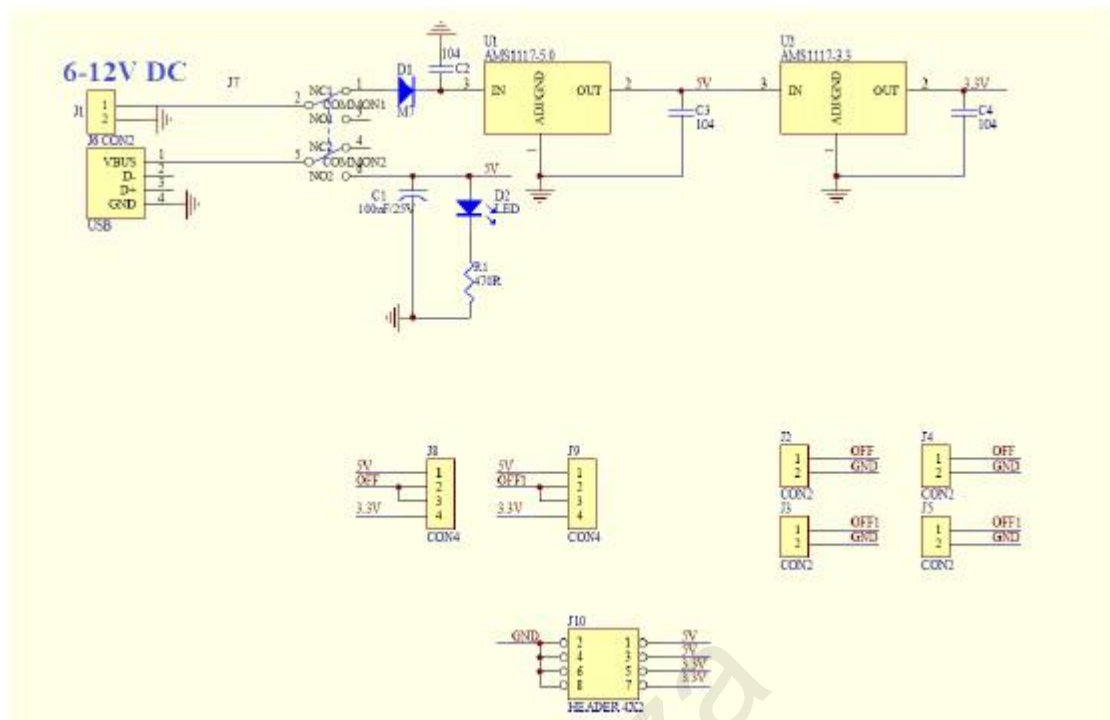 6-12V DC
J7
J1
1
2
J6 CON2
VBUS 1
D- 2
D+ 3
GND 4
USB
NC1 1
2 COMMON1
NO1 3
NC2 4
5 COMMON2
NO2 6
D1
M7
104
C2
U1
AMS1117-5.0
3 IN OUT 2
ADJ/GND
1
5V
C3
104
AMS1117-3.3
3 IN OUT 2
ADJ/GND
1
3.3V
C4
104
5V
C1
D2
LED
R1
470R
J8
5V 1
OFF 2
3
3.3V 4
CON4
J9
5V 1
OFF1 2
3
3.3V 4
CON4
J2
1 OFF
2 GND
CON2
J3
1 OFF1
2 GND
CON2
J4
1 OFF
2 GND
CON2
J5
1 OFF1
2 GND
CON2
J10
GND 2 1 5V
4 3 5V
6 5 3.3V
8 7 3.3V
HEADER 4X2